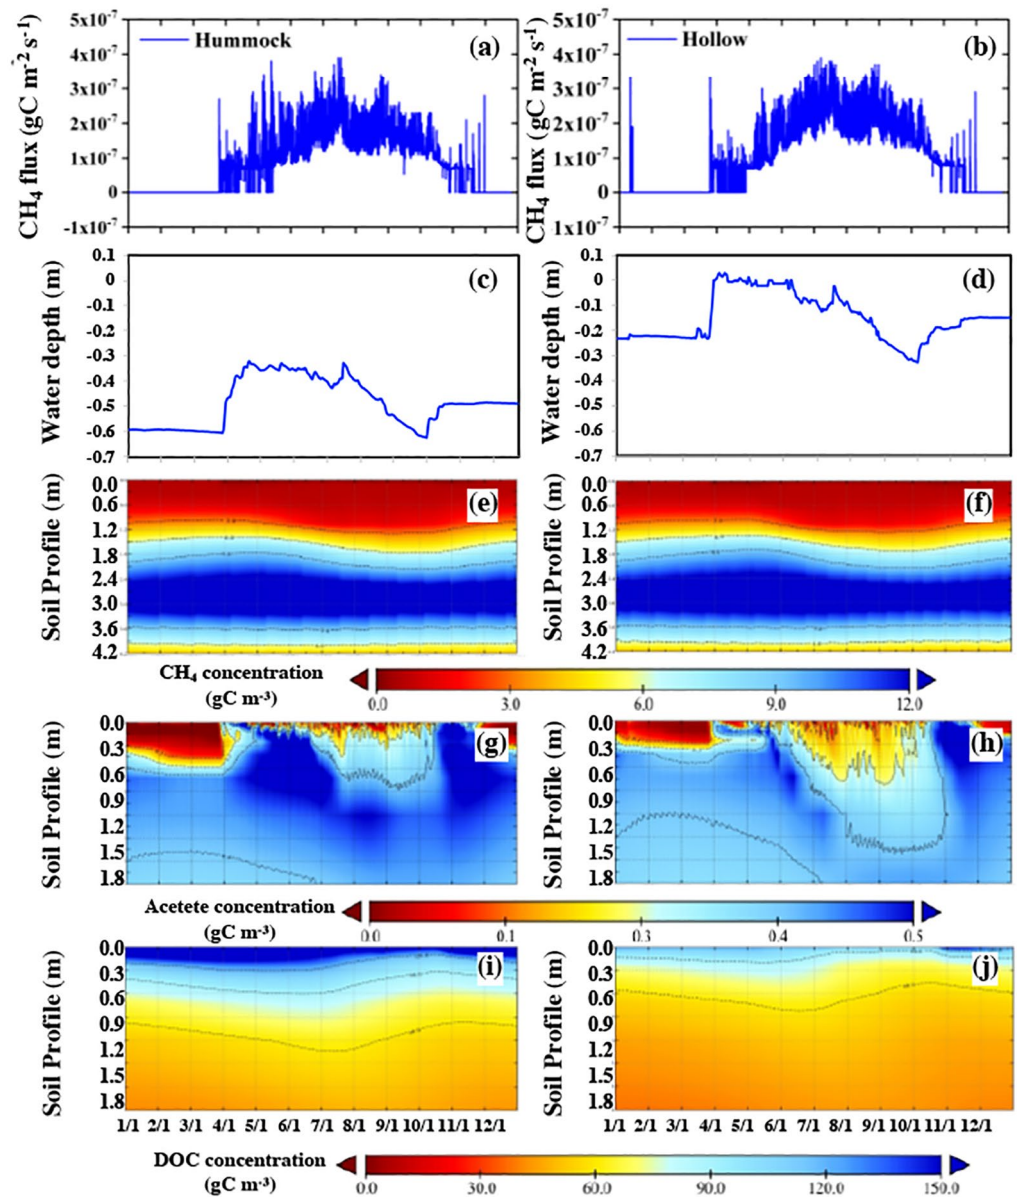 5x10-7 5x10-7
4x10-7 Hummock (a) 4x10-7 Hollow (b)
3x10-7 3x10-7
2x10-7 2x10-7
1x10-7 1x10-7
0 0
-1x10-7 1x10-7
CH4 flux (gC m-2 s-1) CH4 flux (gC m-2 s-1)
0.1 0.1
0 (c) 0 (d)
-0.1 -0.1
-0.2 -0.2
-0.3 -0.3
-0.4 -0.4
-0.5 -0.5
-0.6 -0.6
-0.7 -0.7
Water depth (m) Water depth (m)
0.0 0.0
0.6 (e) 0.6 (f)
1.2 1.2
1.8 1.8
2.4 2.4
3.0 3.0
3.6 3.6
4.2 4.2
Soil Profile (m) Soil Profile (m)
CH4 concentration
(gC m-3)
0.0 3.0 6.0 9.0 12.0
0.0 0.0
0.3 (g) 0.3 (h)
0.6 0.6
0.9 0.9
1.2 1.2
1.5 1.5
1.8 1.8
Soil Profile (m) Soil Profile (m)
Acetete concentration
(gC m-3)
0.0 0.1 0.3 0.4 0.5
0.0 0.0
0.3 (i) 0.3 (j)
0.6 0.6
0.9 0.9
1.2 1.2
1.5 1.5
1.8 1.8
Soil Profile (m) Soil Profile (m)
1/1 2/1 3/1 4/1 5/1 6/1 7/1 8/1 9/1 10/1 11/1 12/1 1/1 2/1 3/1 4/1 5/1 6/1 7/1 8/1 9/1 10/1 11/1 12/1
DOC concentration
(gC m-3)
0.0 30.0 60.0 90.0 120.0 150.0